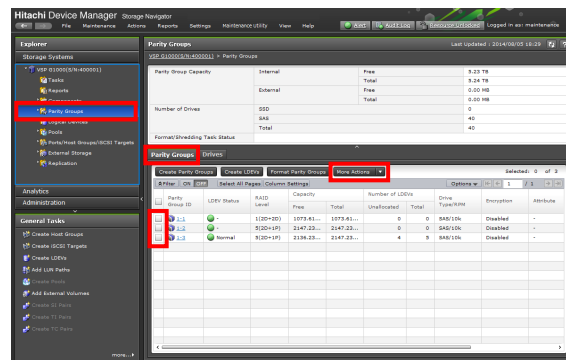 Hitachi Device Manager Storage Navigator
File Maintenance Actions Reports Settings Maintenance Utility View Help Alert Audit Log Resource Unlocked Logged in as: maintenance
Explorer
Storage Systems
VSP G1000(S/N:400001)
Tasks
Reports
Components
Parity Groups
Logical Devices
Pools
Ports/Host Groups/iSCSI Targets
External Storage
Replication
Analytics
Administration
General Tasks
Create Host Groups
Create iSCSI Targets
Create LDEVs
Add LUN Paths
Create Pools
Add External Volumes
Create SI Pairs
Create TI Pairs
Create TC Pairs
more...
Parity Groups Last Updated : 2014/08/05 18:29
VSP G1000(S/N:400001) > Parity Groups
Parity Group Capacity Internal Free 5.23 TB
Total 5.24 TB
External Free 0.00 MB
Total 0.00 MB
Number of Drives SSD 0
SAS 40
Total 40
Format/Shredding Task Status
Parity Groups Drives
Create Parity Groups Create LDEVs Format Parity Groups More Actions Selected: 0 of 3
Filter ON OFF Select All Pages Column Settings Options 1 / 1
Parity Group ID LDEV Status RAID Level Capacity Number of LDEVs Drive Type/RPM Encryption Attribute
Free Total Unallocated Total
1-1 - 1(2D+2D) 1073.61... 1073.61... 0 0 SAS/10k Disabled -
1-2 - 5(3D+1P) 2147.23... 2147.23... 0 0 SAS/10k Disabled -
1-3 Normal 5(3D+1P) 2136.23... 2147.23... 4 5 SAS/10k Disabled -